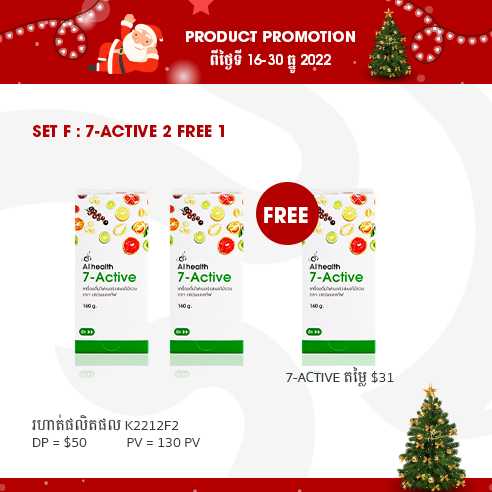 PRODUCT PROMOTION
ពីថ្ងៃទី 16-30 ធ្នូ 2022
SET F : 7-ACTIVE 2 FREE 1
FREE
AI health
7-Active
160 g.
AI health
7-Active
160 g.
AI health
7-Active
160 g.
7-ACTIVE តម្លៃ $31
រហាត់ផលិតផល K2212F2
DP = $50 PV = 130 PV